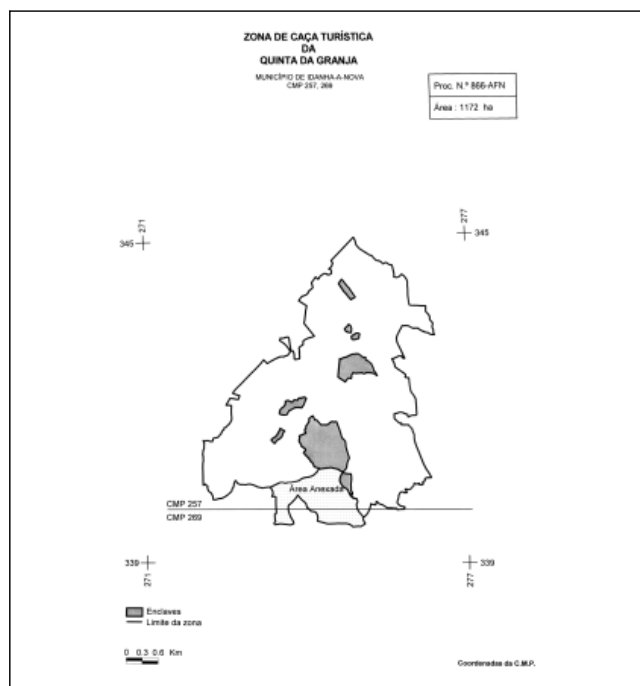 ZONA DE CAÇA TURÍSTICA
DA
QUINTA DA GRANJA
MUNICÍPIO DE IDANHA-A-NOVA
CMP 257, 269
Proc. N.º 866-AFN
Área : 1172 ha
271
277
345
345
Área Anexada
CMP 257
CMP 269
339
339
271
277
Enclaves
Limite da zona
0 0.3 0.6 Km
Coordenadas da C.M.P.